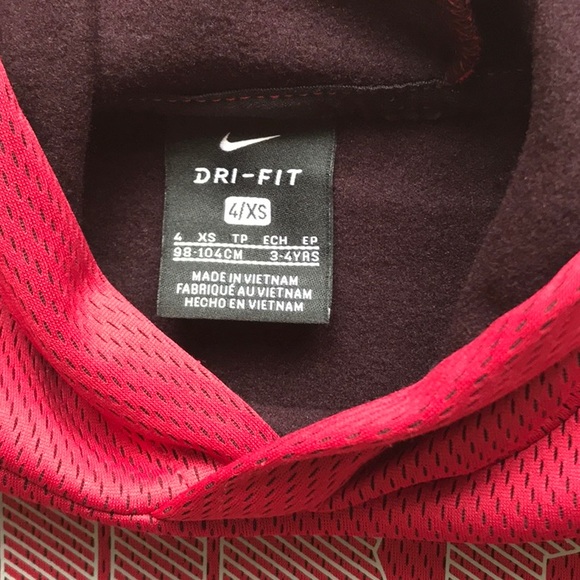 DRI-FIT
4/XS
4 XS TP ECH EP
98-104CM 3-4YRS
MADE IN VIETNAM
FABRIQUÉ AU VIETNAM
HECHO EN VIETNAM